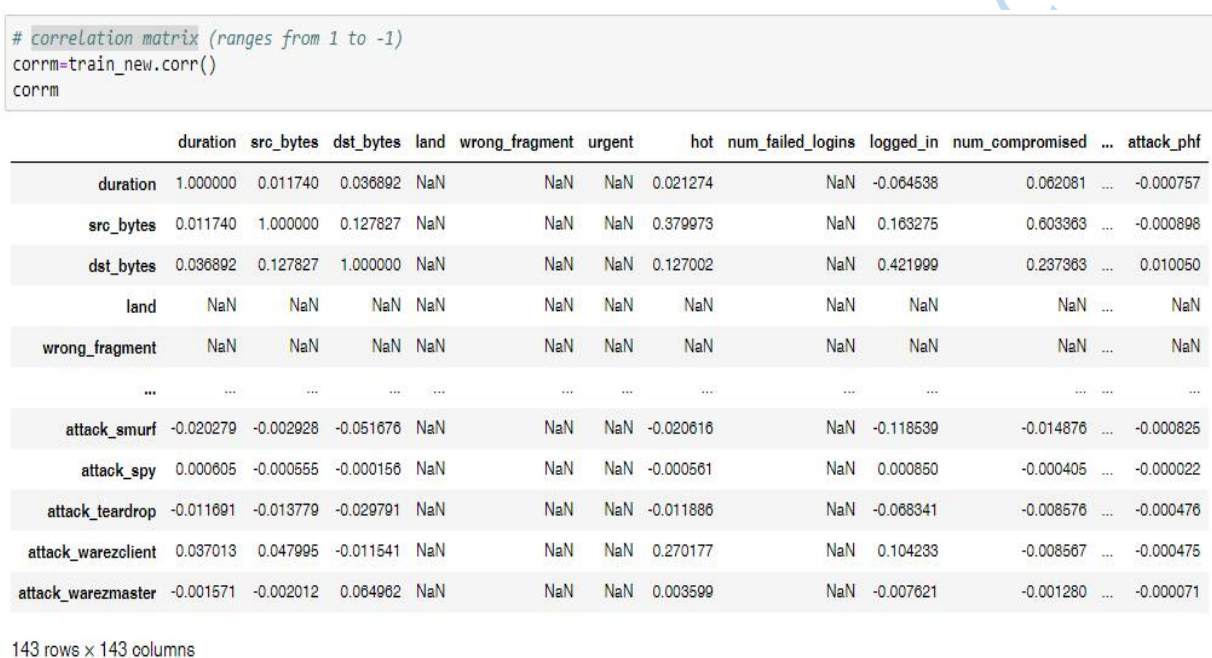 # correlation matrix (ranges from 1 to -1)
corrm=train_new.corr()
corrm
duration src_bytes dst_bytes land wrong_fragment urgent hot num_failed_logins logged_in num_compromised ... attack_phf
duration 1.000000 0.011740 0.036892 NaN NaN NaN 0.021274 NaN -0.064538 0.062081 ... -0.000757
src_bytes 0.011740 1.000000 0.127827 NaN NaN NaN 0.379973 NaN 0.163275 0.603363 ... -0.000898
dst_bytes 0.036892 0.127827 1.000000 NaN NaN NaN 0.127002 NaN 0.421999 0.237363 ... 0.010050
land NaN NaN NaN NaN NaN NaN NaN NaN NaN NaN ... NaN
wrong_fragment NaN NaN NaN NaN NaN NaN NaN NaN NaN NaN ... NaN
... ... ... ... ... ... ... ... ... ... ... ... ...
attack_smurf -0.020279 -0.002928 -0.051676 NaN NaN NaN -0.020616 NaN -0.118539 -0.014876 ... -0.000825
attack_spy 0.000605 -0.000555 -0.000156 NaN NaN NaN -0.000561 NaN 0.000850 -0.000405 ... -0.000022
attack_teardrop -0.011691 -0.013779 -0.029791 NaN NaN NaN -0.011886 NaN -0.068341 -0.008576 ... -0.000476
attack_warezclient 0.037013 0.047995 -0.011541 NaN NaN NaN 0.270177 NaN 0.104233 -0.008567 ... -0.000475
attack_warezmaster -0.001571 -0.002012 0.064962 NaN NaN NaN 0.003599 NaN -0.007621 -0.001280 ... -0.000071
143 rows × 143 columns